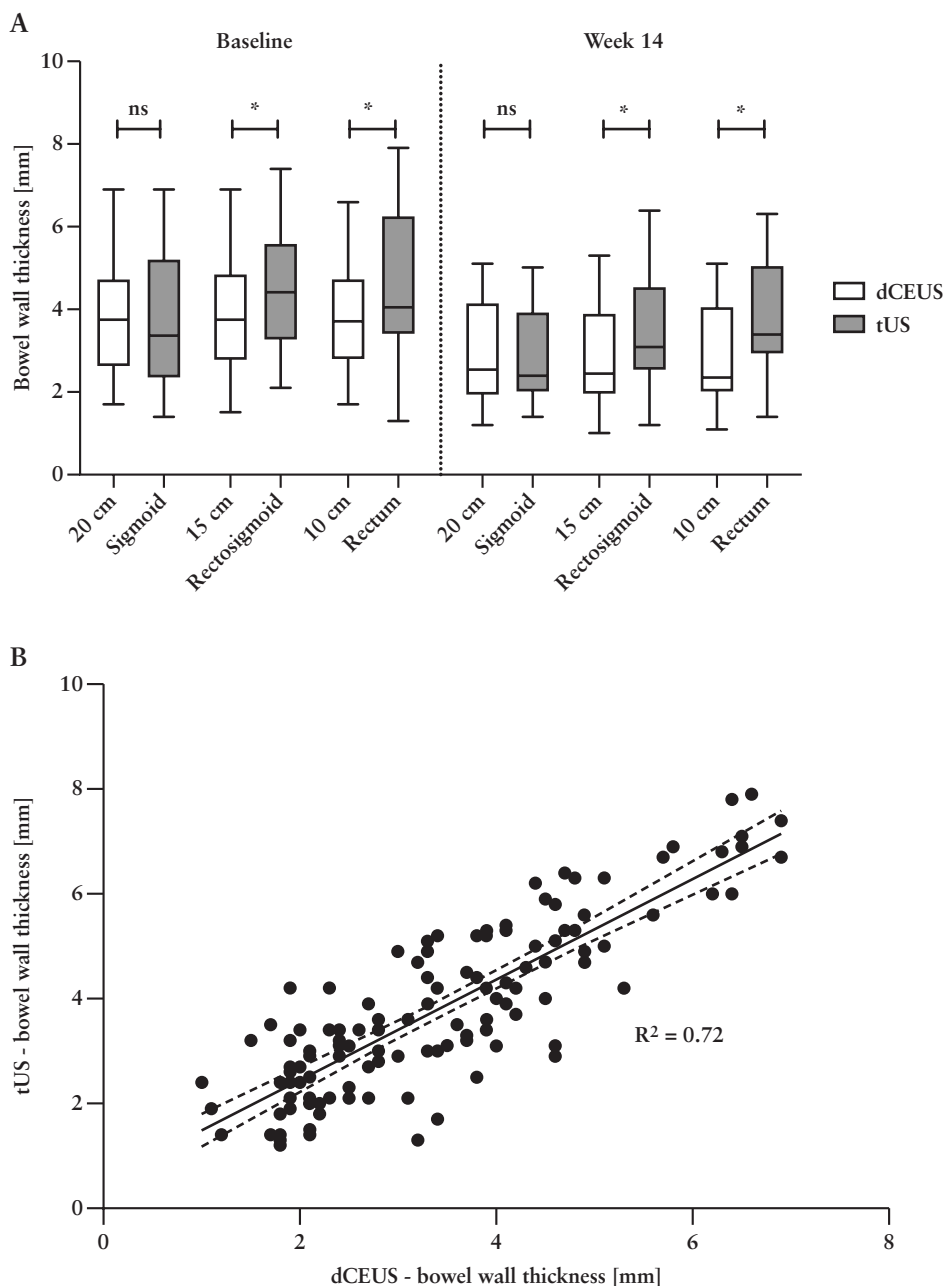 A
Baseline
Week 14
10
8
6
4
2
0
Bowel wall thickness [mm]
ns
*
*
ns
*
*
20 cm
Sigmoid
15 cm
Rectosigmoid
10 cm
Rectum
20 cm
Sigmoid
15 cm
Rectosigmoid
10 cm
Rectum
dCEUS
tUS
B
10
8
6
4
2
0
tUS - bowel wall thickness [mm]
R² = 0.72
0
2
4
6
8
dCEUS - bowel wall thickness [mm]